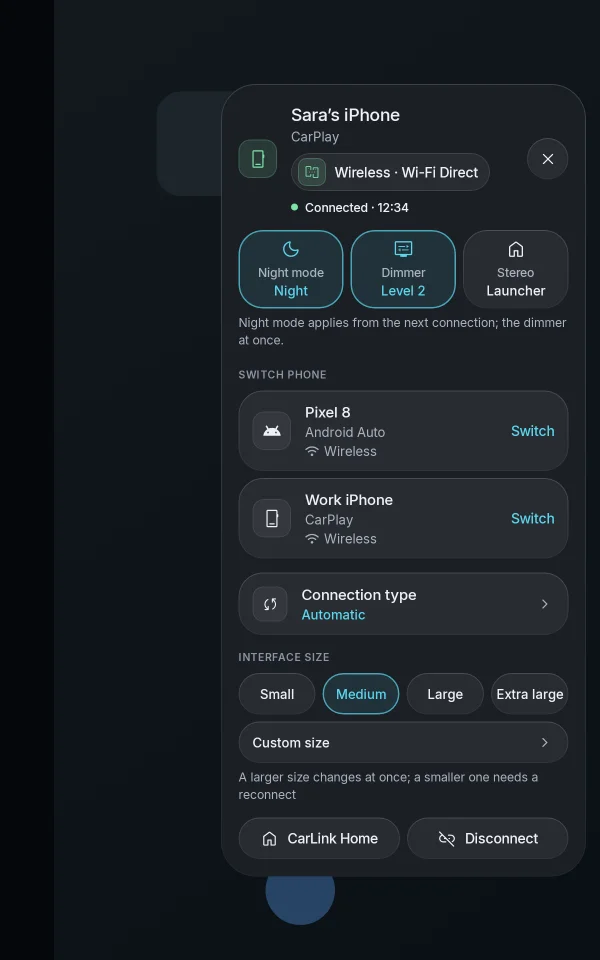 Sara’s iPhone
CarPlay
Wireless · Wi-Fi Direct
Connected · 12:34
Night mode
Night
Dimmer
Level 2
Stereo
Launcher
Night mode applies from the next connection; the dimmer
at once.
SWITCH PHONE
Pixel 8
Android Auto
Wireless
Switch
Work iPhone
CarPlay
Wireless
Switch
Connection type
Automatic
INTERFACE SIZE
Small
Medium
Large
Extra large
Custom size
A larger size changes at once; a smaller one needs a
reconnect
CarLink Home
Disconnect